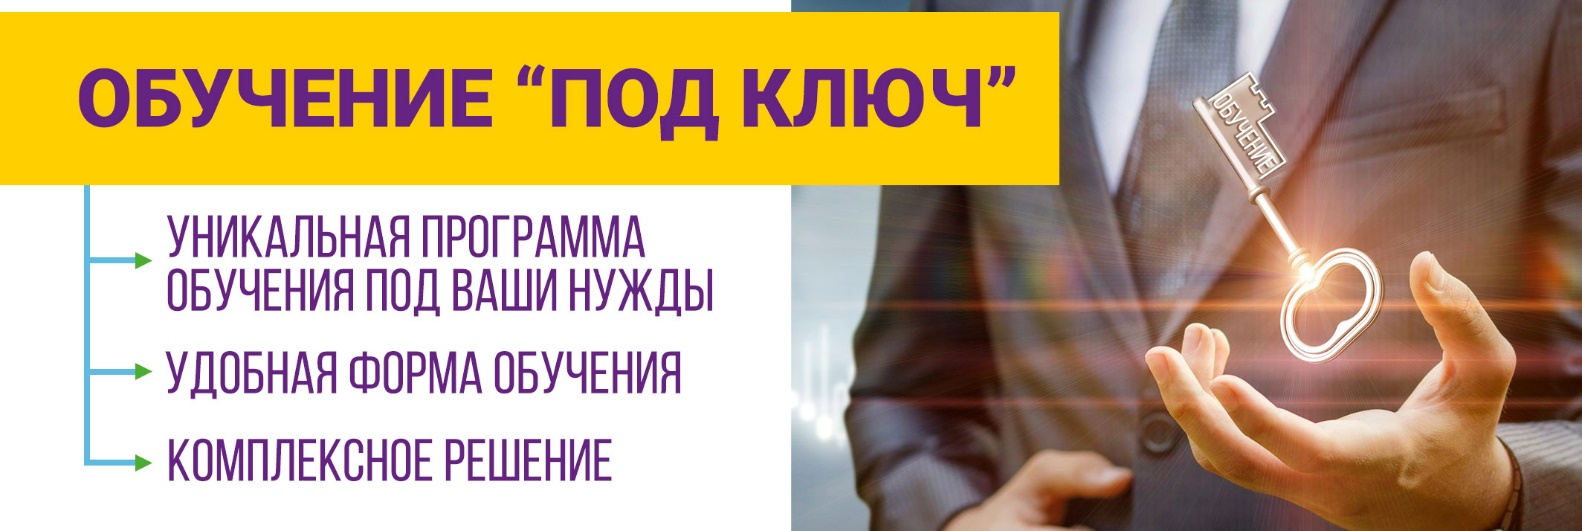 ОБУЧЕНИЕ “ПОД КЛЮЧ”
УНИКАЛЬНАЯ ПРОГРАММА
ОБУЧЕНИЯ ПОД ВАШИ НУЖДЫ
УДОБНАЯ ФОРМА ОБУЧЕНИЯ
КОМПЛЕКСНОЕ РЕШЕНИЕ
ОБУЧЕНИЕ